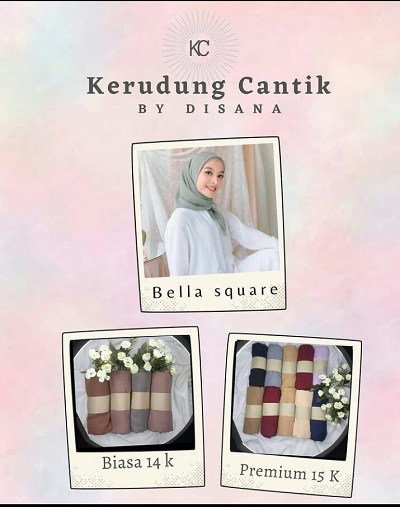 KC
Kerudung Cantik
BY DISANA
Bella square
Biasa 14 k
Premium 15 K